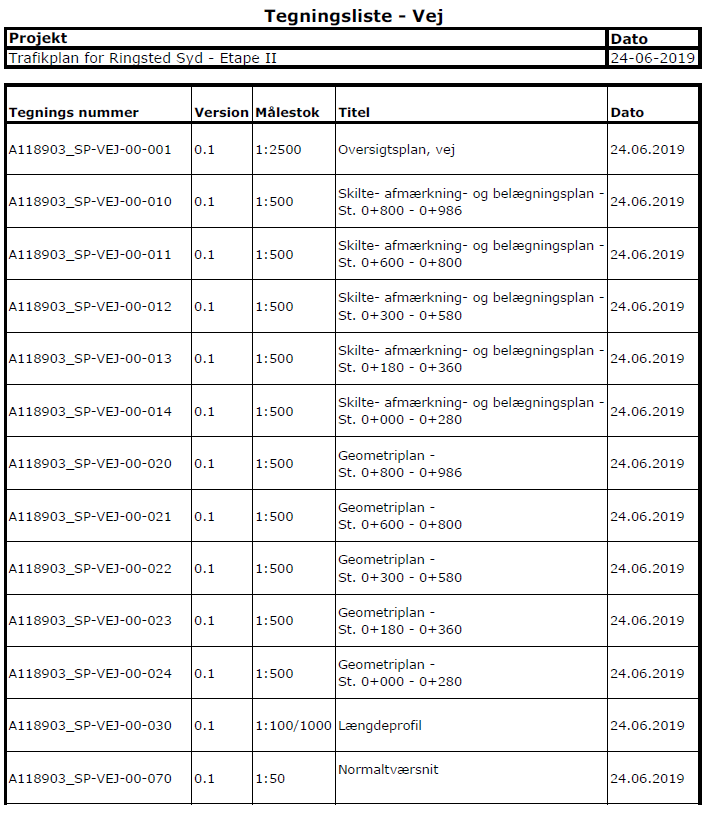 Tegningsliste - Vej
Projekt Dato
Trafikplan for Ringsted Syd - Etape II 24-06-2019
Tegnings nummer Version Målestok Titel Dato
A118903_SP-VEJ-00-001 0.1 1:2500 Oversigtsplan, vej 24.06.2019
A118903_SP-VEJ-00-010 0.1 1:500 Skilte- afmærkning- og belægningsplan -
St. 0+800 - 0+986 24.06.2019
A118903_SP-VEJ-00-011 0.1 1:500 Skilte- afmærkning- og belægningsplan -
St. 0+600 - 0+800 24.06.2019
A118903_SP-VEJ-00-012 0.1 1:500 Skilte- afmærkning- og belægningsplan -
St. 0+300 - 0+580 24.06.2019
A118903_SP-VEJ-00-013 0.1 1:500 Skilte- afmærkning- og belægningsplan -
St. 0+180 - 0+360 24.06.2019
A118903_SP-VEJ-00-014 0.1 1:500 Skilte- afmærkning- og belægningsplan -
St. 0+000 - 0+280 24.06.2019
A118903_SP-VEJ-00-020 0.1 1:500 Geometriplan -
St. 0+800 - 0+986 24.06.2019
A118903_SP-VEJ-00-021 0.1 1:500 Geometriplan -
St. 0+600 - 0+800 24.06.2019
A118903_SP-VEJ-00-022 0.1 1:500 Geometriplan -
St. 0+300 - 0+580 24.06.2019
A118903_SP-VEJ-00-023 0.1 1:500 Geometriplan -
St. 0+180 - 0+360 24.06.2019
A118903_SP-VEJ-00-024 0.1 1:500 Geometriplan -
St. 0+000 - 0+280 24.06.2019
A118903_SP-VEJ-00-030 0.1 1:100/1000 Længdeprofil 24.06.2019
A118903_SP-VEJ-00-070 0.1 1:50 Normaltværsnit 24.06.2019